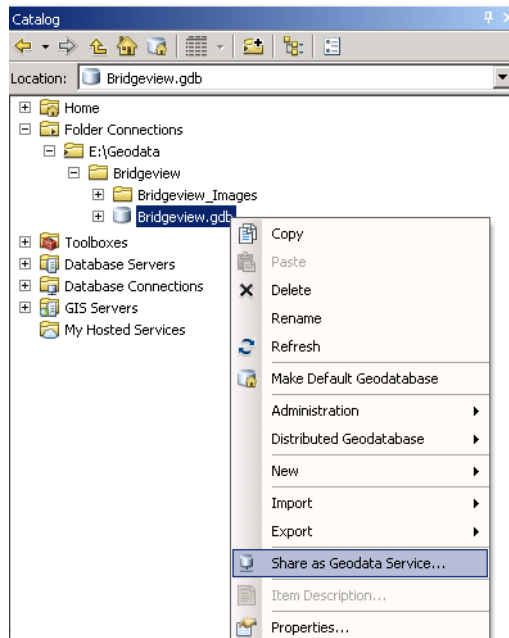 Catalog
Location: Bridgeview.gdb
Home
Folder Connections
E:\Geodata
Bridgeview
Bridgeview_Images
Bridgeview.gdb
Toolboxes
Database Servers
Database Connections
GIS Servers
My Hosted Services
Copy
Paste
Delete
Rename
Refresh
Make Default Geodatabase
Administration
Distributed Geodatabase
New
Import
Export
Share as Geodata Service...
Item Description...
Properties...